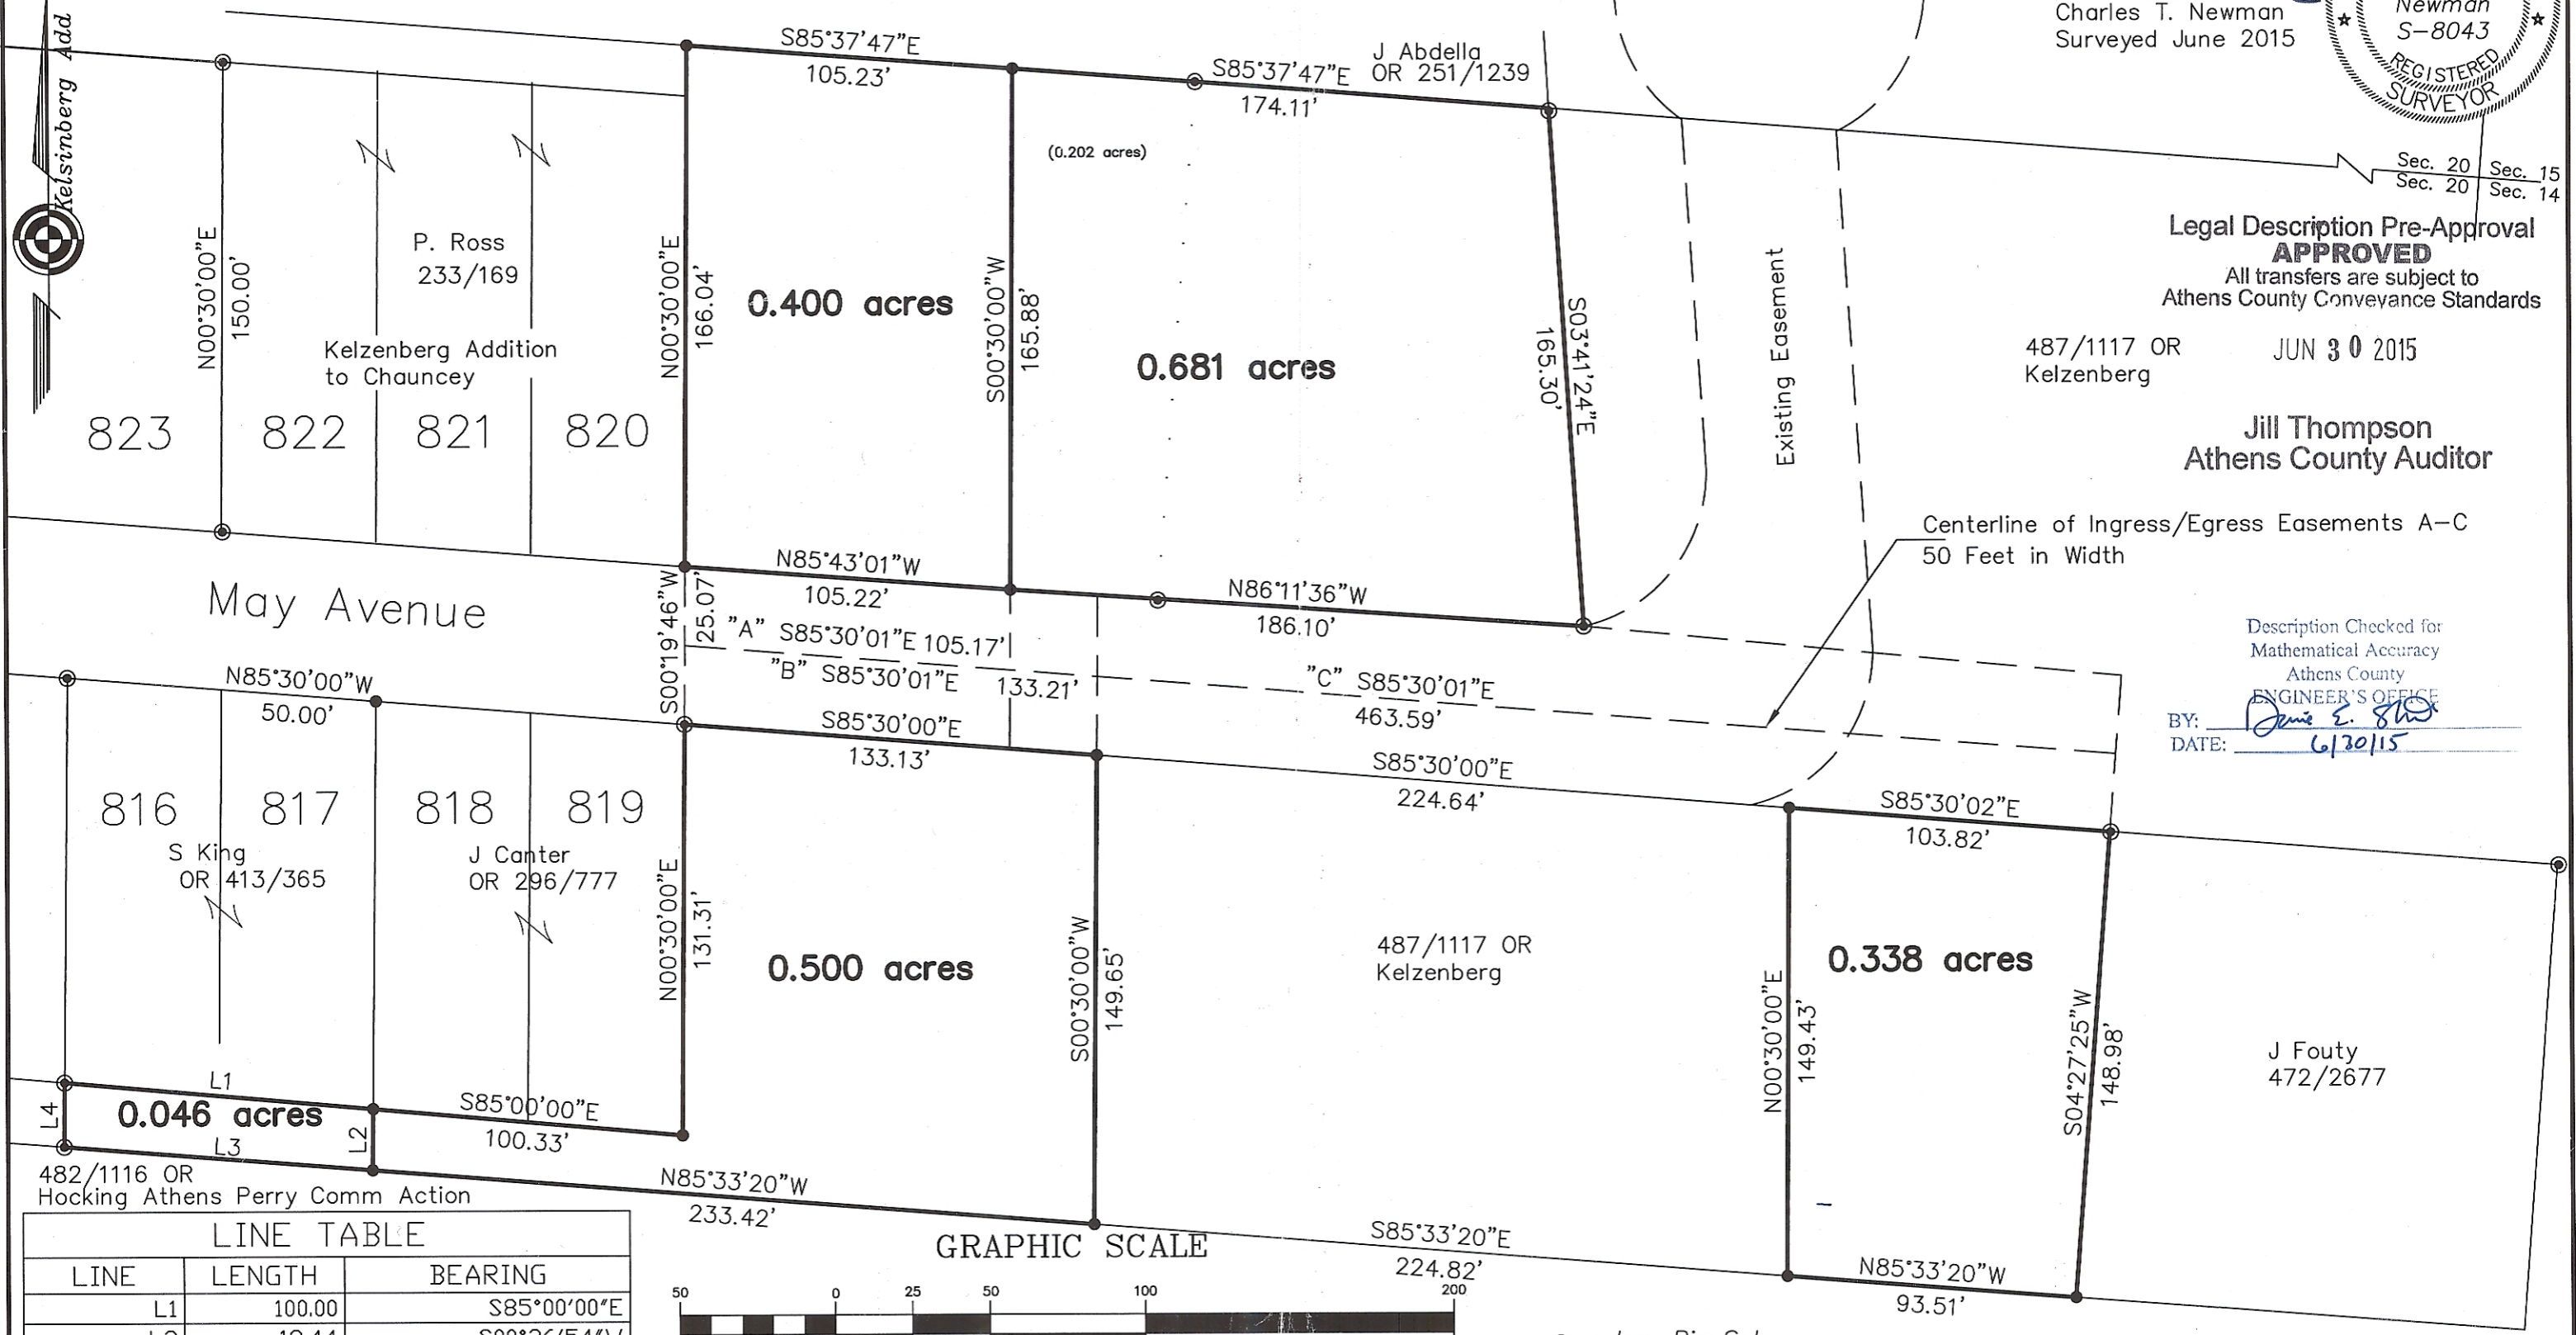 Kelsinberg Add
S85°37'47"E
105.23'
S85°37'47"E
174.11'
J Abdella
OR 251/1239
Charles T. Newman
Surveyed June 2015
Newman
S-8043
REGISTERED
SURVEYOR
Sec. 20 Sec. 15
Sec. 20 Sec. 14
Legal Description Pre-Approval
APPROVED
All transfers are subject to
Athens County Conveyance Standards
JUN 30 2015
Jill Thompson
Athens County Auditor
487/1117 OR
Kelzenberg
N00°30'00"E
150.00'
P. Ross
233/169
Kelzenberg Addition
to Chauncey
823
822
821
820
N00°30'00"E
166.04'
0.400 acres
S00°30'00"W
165.88'
(0.202 acres)
0.681 acres
S03°41'24"E
165.30'
Existing Easement
Centerline of Ingress/Egress Easements A-C
50 Feet in Width
May Avenue
N85°43'01"W
105.22'
N86°11'36"W
186.10'
S00°19'46"W
25.07'
"A" S85°30'01"E 105.17'
"B" S85°30'01"E 133.21'
"C" S85°30'01"E
463.59'
Description Checked for
Mathematical Accuracy
Athens County
ENGINEER'S OFFICE
BY:
DATE: 6/30/15
N85°30'00"W
50.00'
S85°30'00"E
133.13'
S85°30'00"E
224.64'
S85°30'02"E
103.82'
816
817
818
819
S King
OR 413/365
J Canter
OR 296/777
N00°30'00"E
131.31'
0.500 acres
S00°30'00"W
149.65'
487/1117 OR
Kelzenberg
N00°30'00"E
149.43'
0.338 acres
S04°27'25"W
148.98'
J Fouty
472/2677
L1
L4
0.046 acres
L2
L3
S85°00'00"E
100.33'
N85°33'20"W
233.42'
S85°33'20"E
224.82'
N85°33'20"W
93.51'
482/1116 OR
Hocking Athens Perry Comm Action
LINE TABLE
LINE LENGTH BEARING
L1 100.00 S85°00'00"E
GRAPHIC SCALE
50 0 25 50 100 200